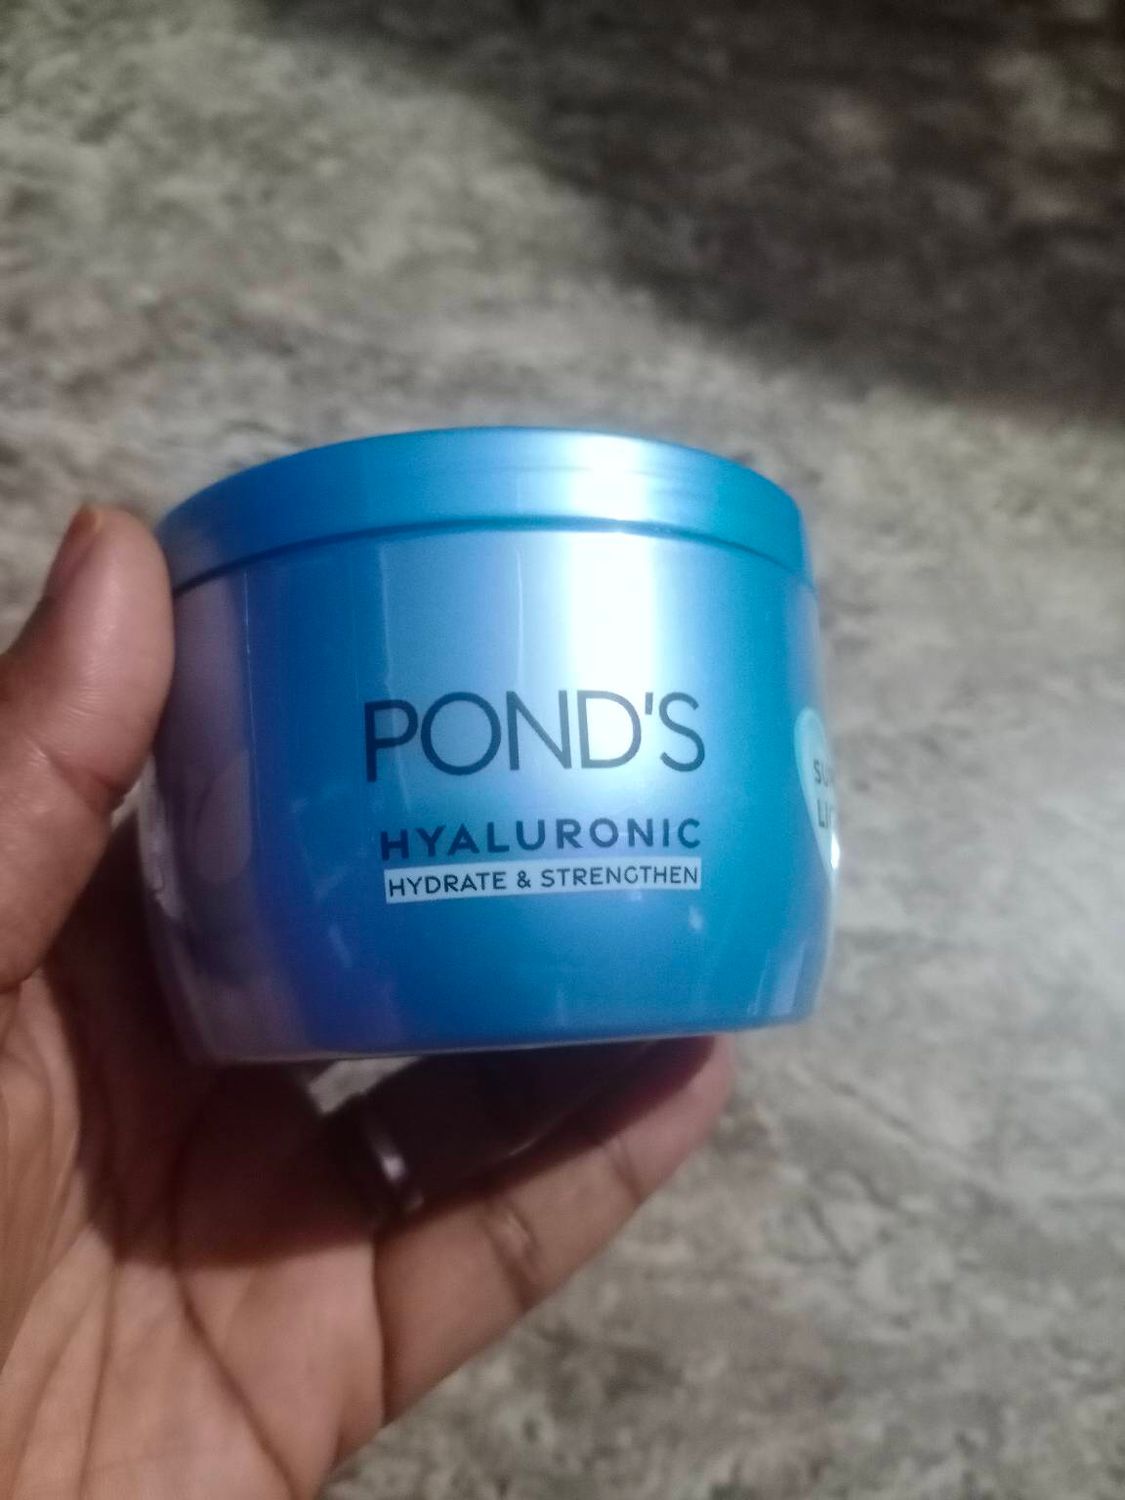 POND'S
HYALURONIC
HYDRATE & STRENGTHEN